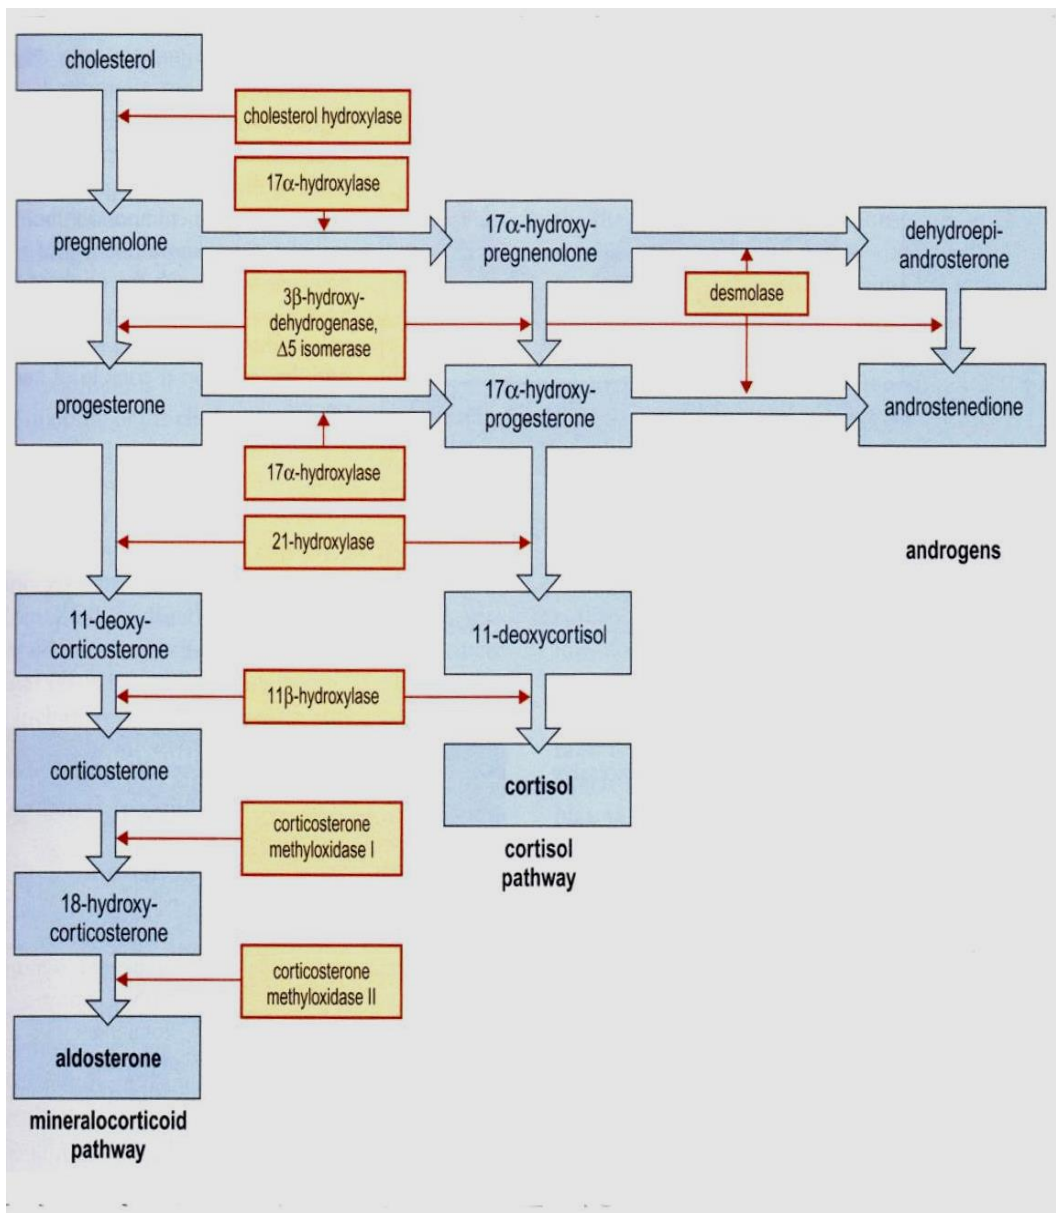 cholesterol
cholesterol hydroxylase
17α-hydroxylase
pregnenolone
17α-hydroxy-
pregnenolone
dehydroepi-
androsterone
3β-hydroxy-
dehydrogenase,
Δ5 isomerase
desmolase
progesterone
17α-hydroxy-
progesterone
androstenedione
17α-hydroxylase
21-hydroxylase
androgens
11-deoxy-
corticosterone
11-deoxycortisol
11β-hydroxylase
corticosterone
cortisol
corticosterone
methyloxidase I
cortisol
pathway
18-hydroxy-
corticosterone
corticosterone
methyloxidase II
aldosterone
mineralocorticoid
pathway